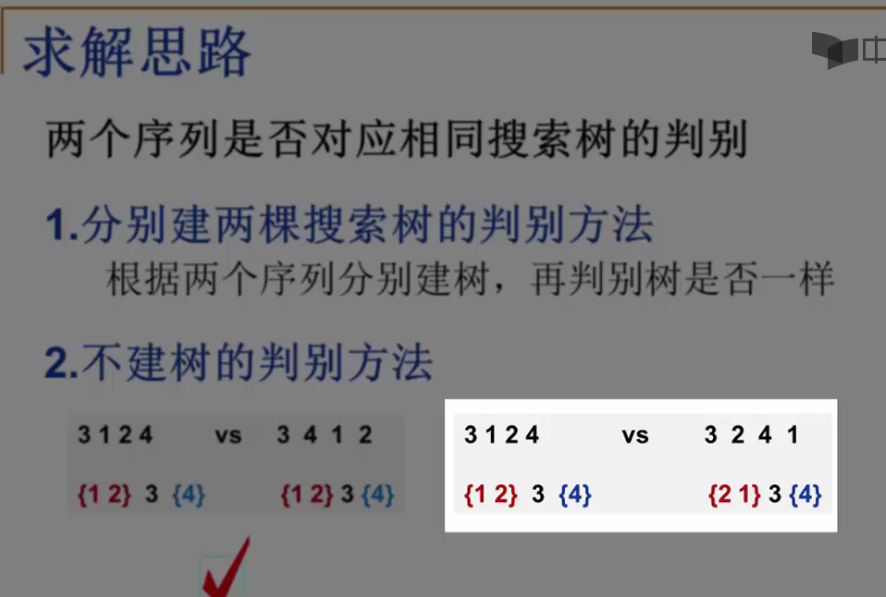 求解思路
中
两个序列是否对应相同搜索树的判别
1.分别建两棵搜索树的判别方法
根据两个序列分别建树，再判别树是否一样
2.不建树的判别方法
3 1 2 4 vs 3 4 1 2
{1 2} 3 {4} {1 2} 3 {4}
3 1 2 4 vs 3 2 4 1
{1 2} 3 {4} {2 1} 3 {4}